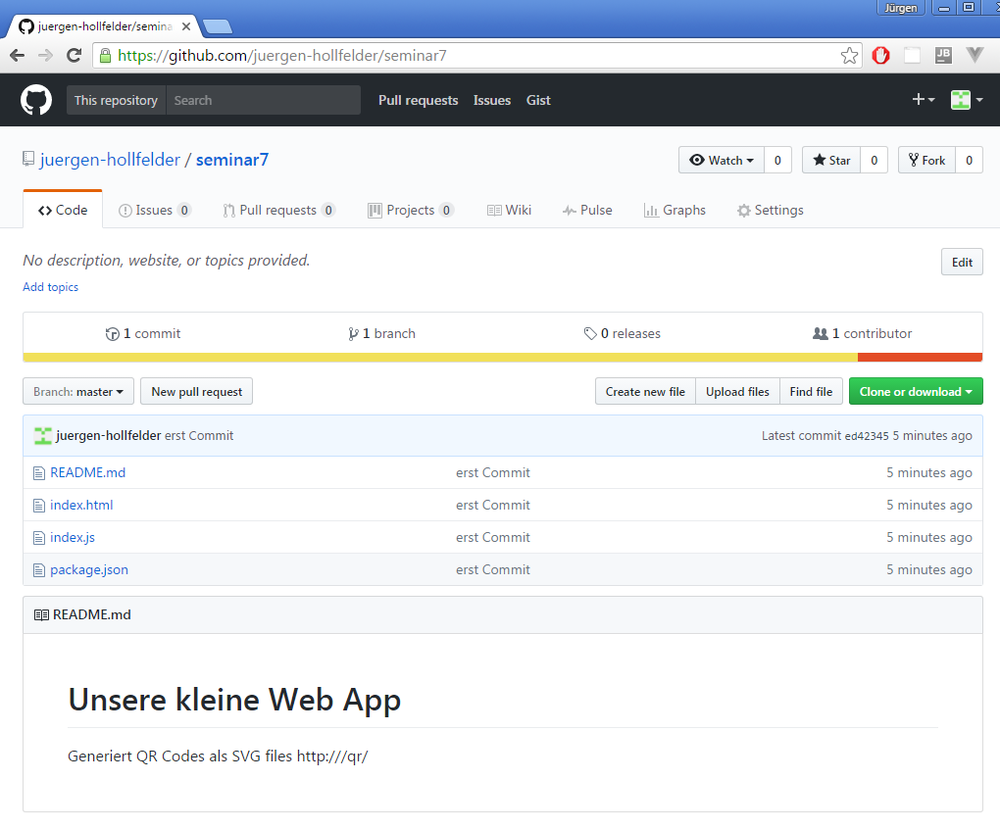 Jürgen
juergen-hollfelder/semina
https://github.com/juergen-hollfelder/seminar7
JB
This repository Search Pull requests Issues Gist
juergen-hollfelder / seminar7 Watch 0 Star 0 Fork 0
Code Issues 0 Pull requests 0 Projects 0 Wiki Pulse Graphs Settings
No description, website, or topics provided. Edit
Add topics
1 commit 1 branch 0 releases 1 contributor
Branch: master New pull request Create new file Upload files Find file Clone or download
juergen-hollfelder erst Commit Latest commit ed42345 5 minutes ago
README.md erst Commit 5 minutes ago
index.html erst Commit 5 minutes ago
index.js erst Commit 5 minutes ago
package.json erst Commit 5 minutes ago
README.md
Unsere kleine Web App
Generiert QR Codes als SVG files http:///qr/